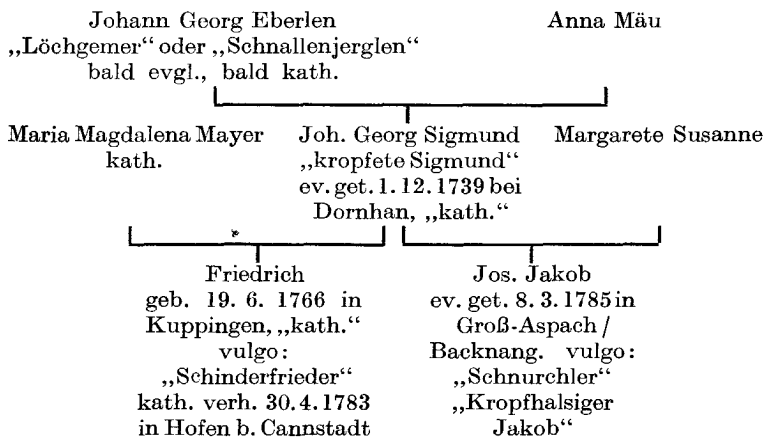 Johann Georg Eberlen Anna Mäu
„Löchgemer“ oder „Schnallenjerglen“
bald evgl., bald kath.
Maria Magdalena Mayer Joh. Georg Sigmund Margarete Susanne
kath. „kropfete Sigmund“
ev. get. 1. 12. 1739 bei
Dornhan, „kath.“
Friedrich Jos. Jakob
geb. 19. 6. 1766 in ev. get. 8. 3. 1785 in
Kuppingen, „kath.“ Groß-Aspach /
vulgo: Backnang. vulgo:
„Schinderfrieder“ „Schnurchler“
kath. verh. 30. 4. 1783 „Kropfhalsiger
in Hofen b. Cannstadt Jakob“